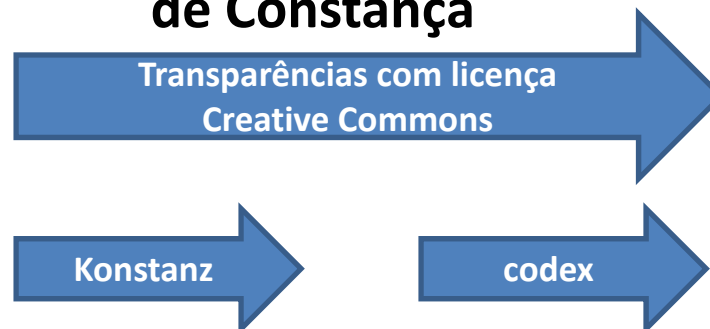 de Constança
Transparências com licença
Creative Commons
Konstanz
codex